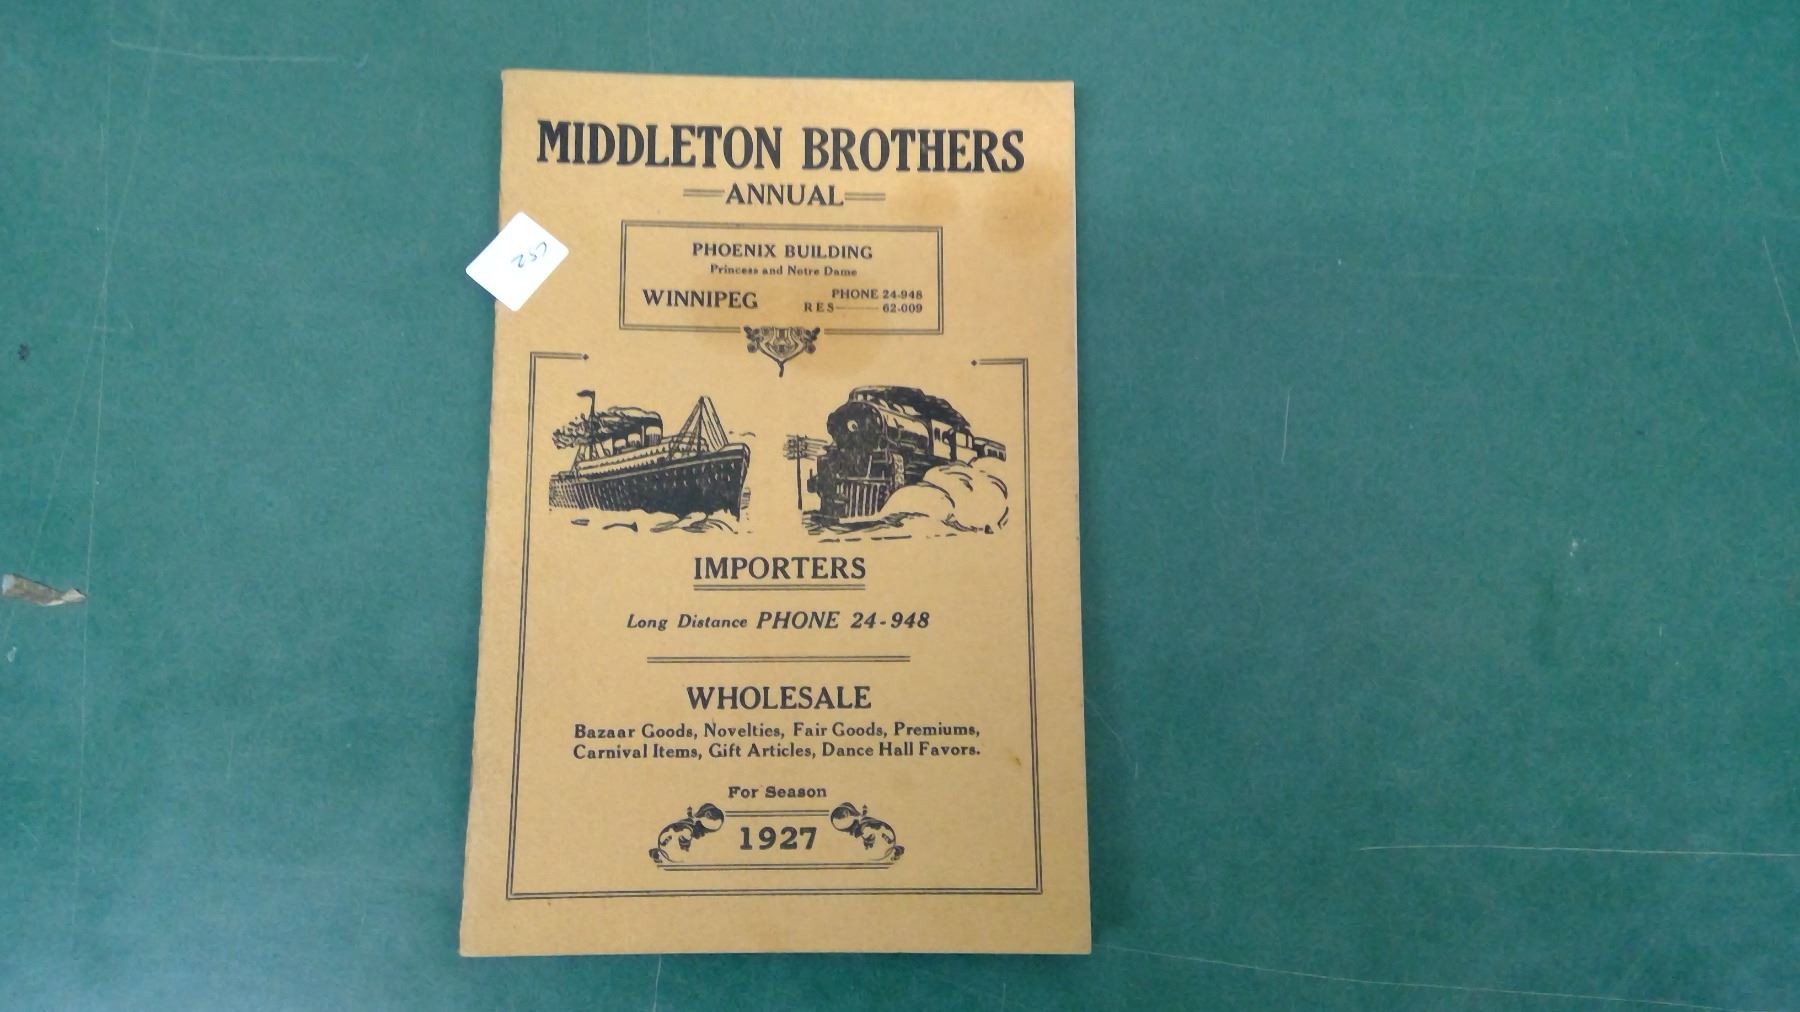 MIDDLETON BROTHERS
ANNUAL
PHOENIX BUILDING
Princess and Notre Dame
WINNIPEG
PHONE 24-948
RES 62-009
IMPORTERS
Long Distance PHONE 24-948
WHOLESALE
Bazaar Goods, Novelties, Fair Goods, Premiums,
Carnival Items, Gift Articles, Dance Hall Favors.
For Season
1927